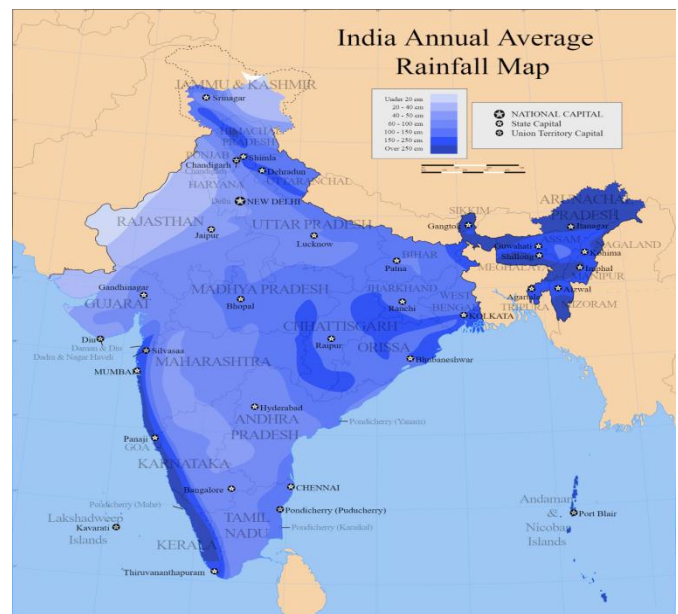 India Annual Average
Rainfall Map
Under 20 cm
20 - 40 cm
40 - 50 cm
60 - 100 cm
100 - 150 cm
150 - 250 cm
Over 250 cm
NATIONAL CAPITAL
State Capital
Union Territory Capital
JAMMU & KASHMIR
Srinagar
HIMACHAL
PRADESH
PUNJAB
Shimla
Chandigarh
Chandigarh
Dehradun
UTTARANCHAL
HARYANA
Delhi
NEW DELHI
RAJASTHAN
Jaipur
UTTAR PRADESH
Lucknow
SIKKIM
Gangtok
ARUNACHAL
PRADESH
Itanagar
ASSAM
Guwahati
NAGALAND
Shillong
Kohima
MEGHALAYA
Imphal
MANIPUR
BIHAR
Patna
Gandhinagar
GUJARAT
MADHYA PRADESH
Bhopal
JHARKHAND
Ranchi
WEST
BENGAL
KOLKATA
Agartala
TRIPURA
Aizwal
MIZORAM
CHHATTISGARH
Raipur
ORISSA
Bhubaneshwar
Diu
Daman & Diu
Dadra & Nagar Haveli
Silvasaa
MAHARASHTRA
MUMBAI
Hyderabad
ANDHRA
PRADESH
Pondicherry (Yanam)
Panaji
GOA
KARNATAKA
Bangalore
CHENNAI
Pondicherry (Mahe)
Pondicherry (Puducherry)
Lakshadweep
Kavarati
Islands
TAMIL
NADU
Pondicherry (Karaikal)
KERALA
Thiruvananthapuram
Andaman
&
Nicobar
Islands
Port Blair